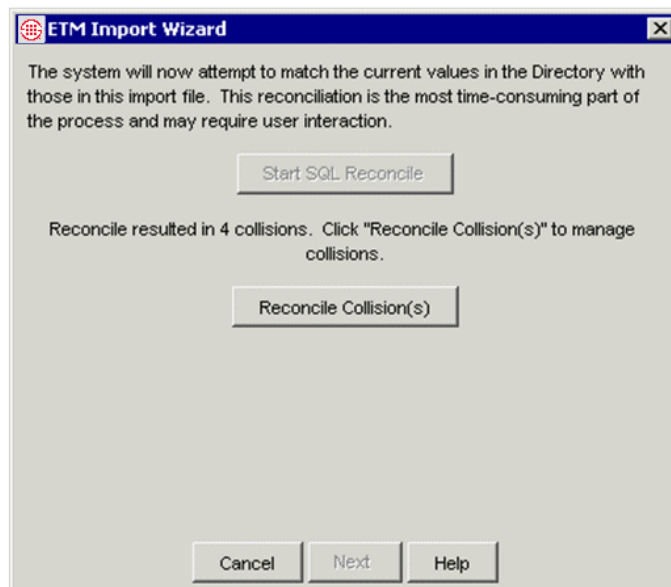 ETM Import Wizard
The system will now attempt to match the current values in the Directory with
those in this import file. This reconciliation is the most time-consuming part of
the process and may require user interaction.
Start SQL Reconcile
Reconcile resulted in 4 collisions. Click "Reconcile Collision(s)" to manage
collisions.
Reconcile Collision(s)
Cancel Next Help